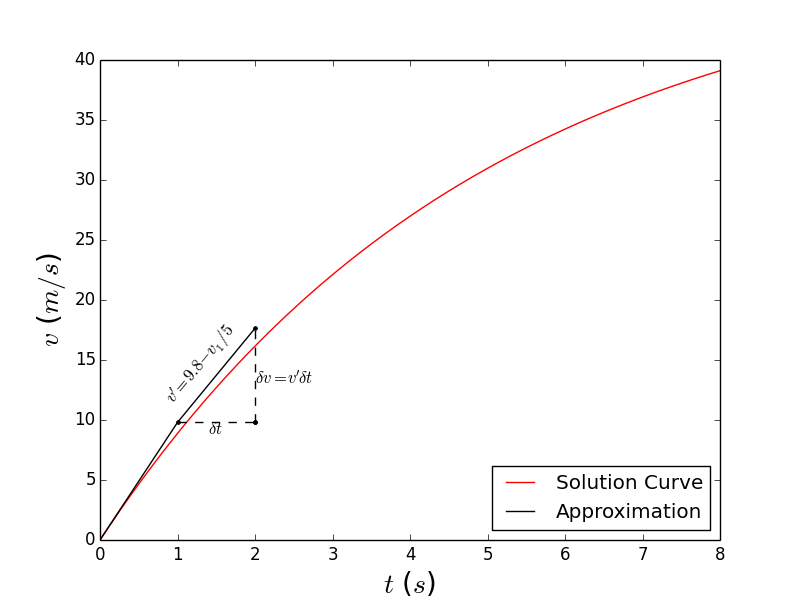 40
35
30
25
20
15
10
5
0
v (m/s)
v′=9.8−v₁/5
δv=v′δt
δt
Solution Curve
Approximation
0 1 2 3 4 5 6 7 8
t (s)